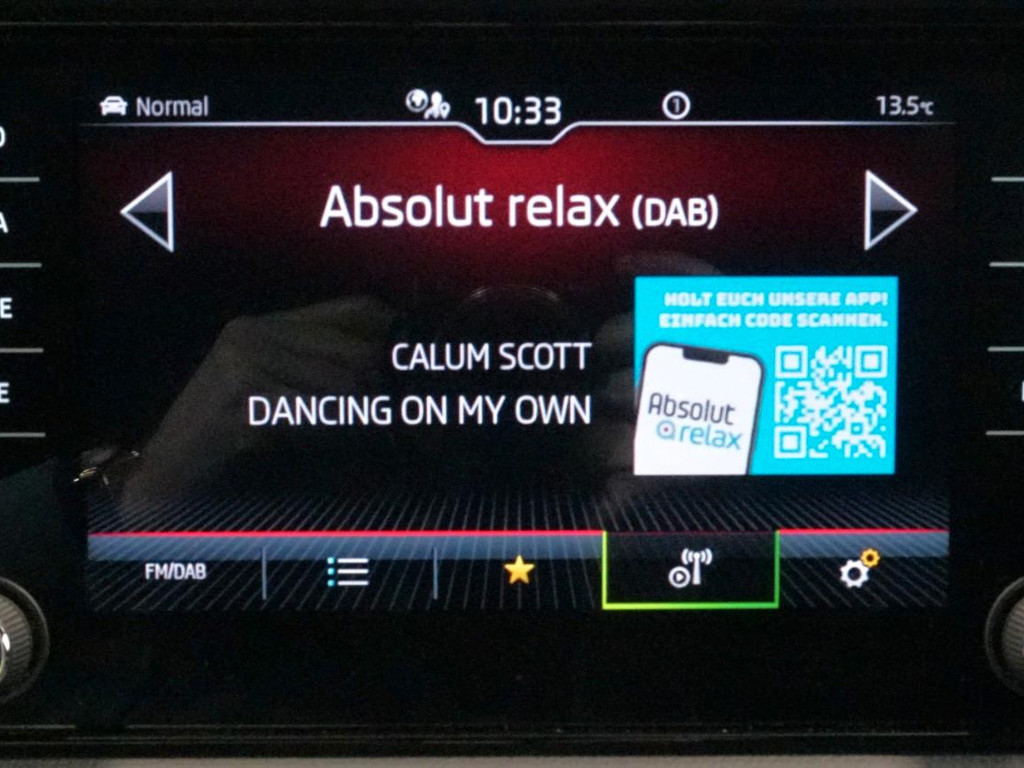 Normal
10:33
1
13.5°C
Absolut relax (DAB)
HOLT EUCH UNSERE APP!
EINFACH CODE SCANNEN.
CALUM SCOTT
DANCING ON MY OWN
Absolut
relax
FM/DAB
A
E
E